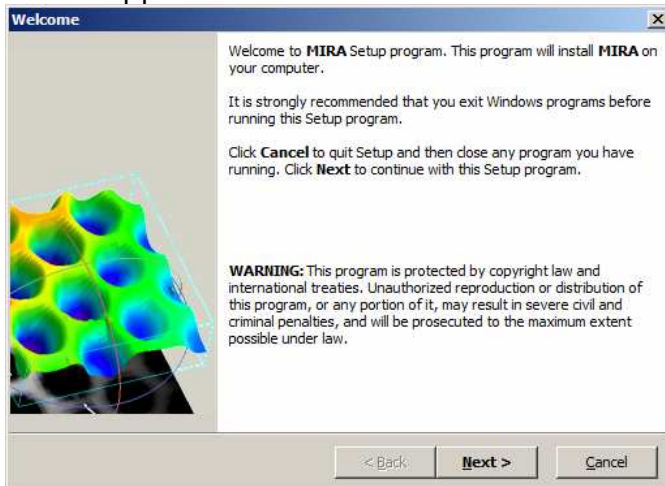 Welcome
Welcome to MIRA Setup program. This program will install MIRA on
your computer.
It is strongly recommended that you exit Windows programs before
running this Setup program.
Click Cancel to quit Setup and then close any program you have
running. Click Next to continue with this Setup program.
WARNING: This program is protected by copyright law and
international treaties. Unauthorized reproduction or distribution of
this program, or any portion of it, may result in severe civil and
criminal penalties, and will be prosecuted to the maximum extent
possible under law.
< Back
Next >
Cancel